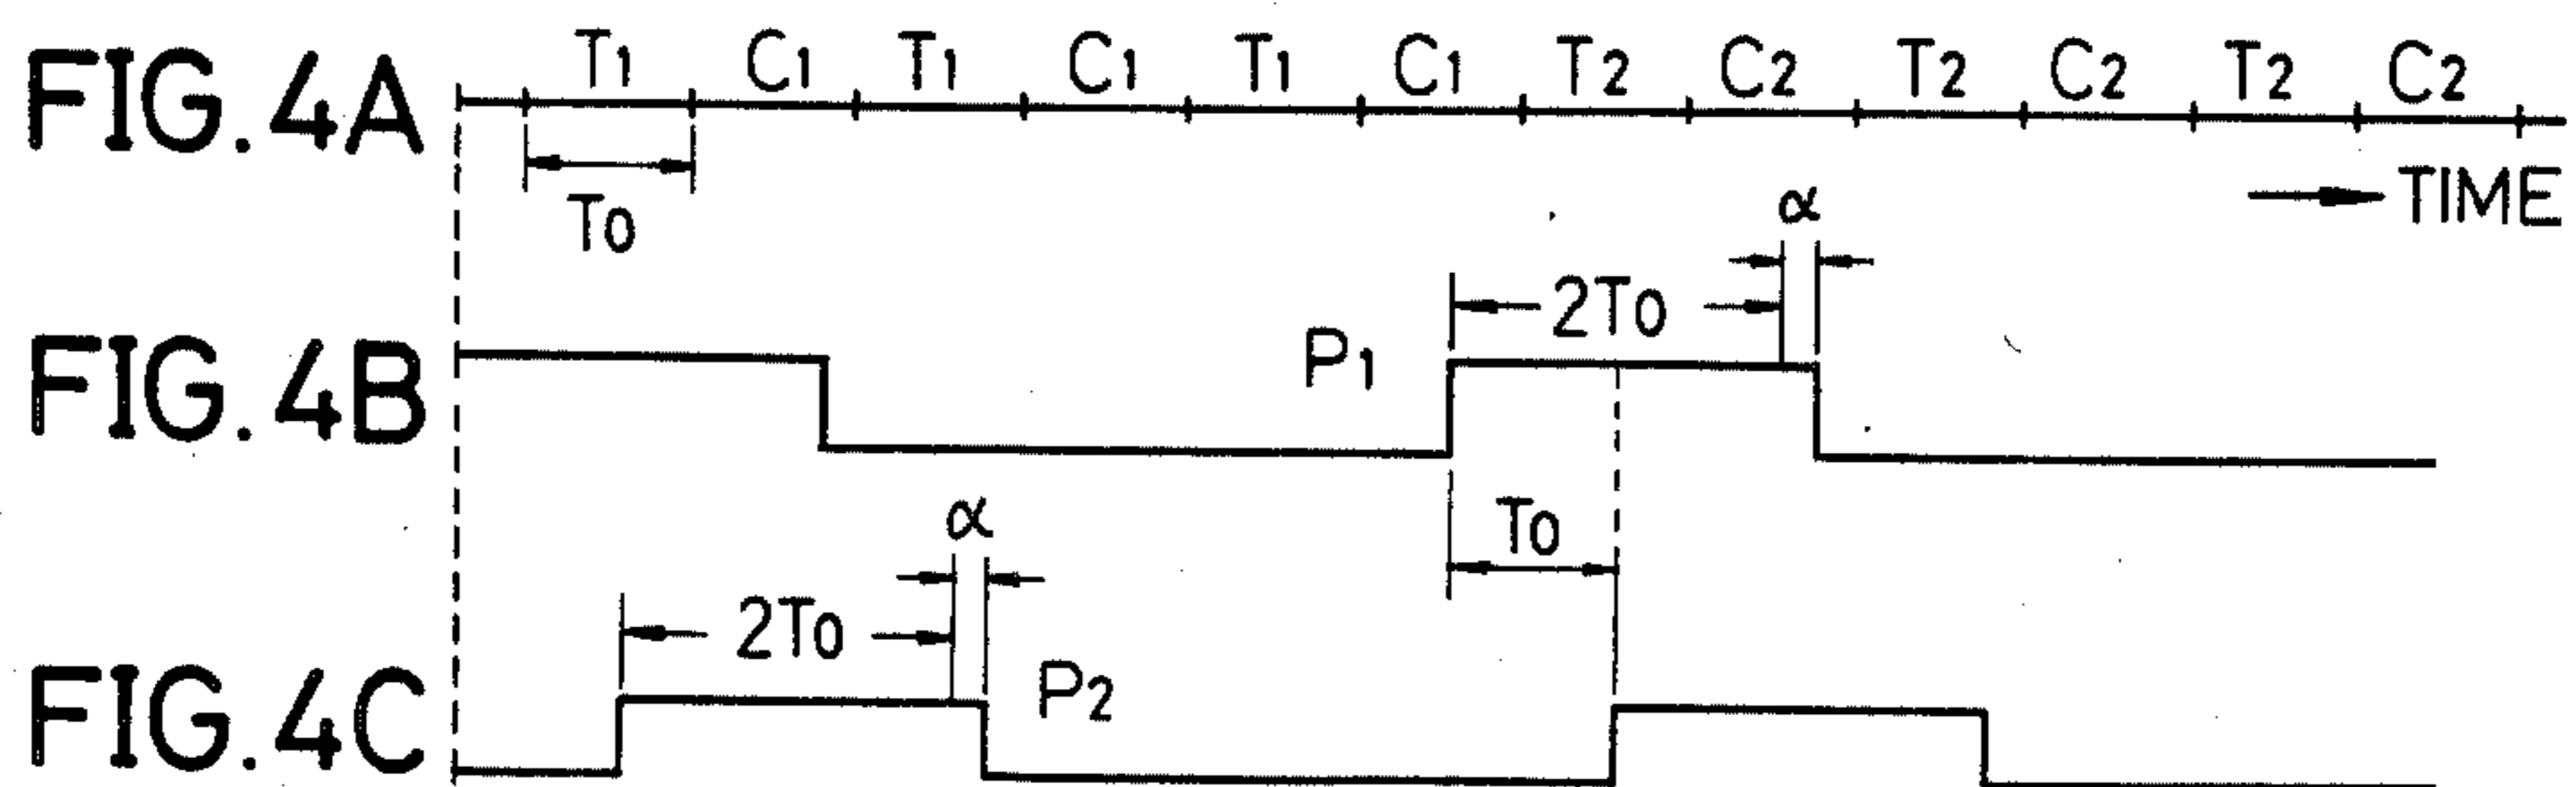 FIG. 4A T1 C1 T1 C1 T1 C1 T2 C2 T2 C2 T2 C2
T0
α
TIME
FIG. 4B P1 2T0
α
T0
2T0
FIG. 4C P2